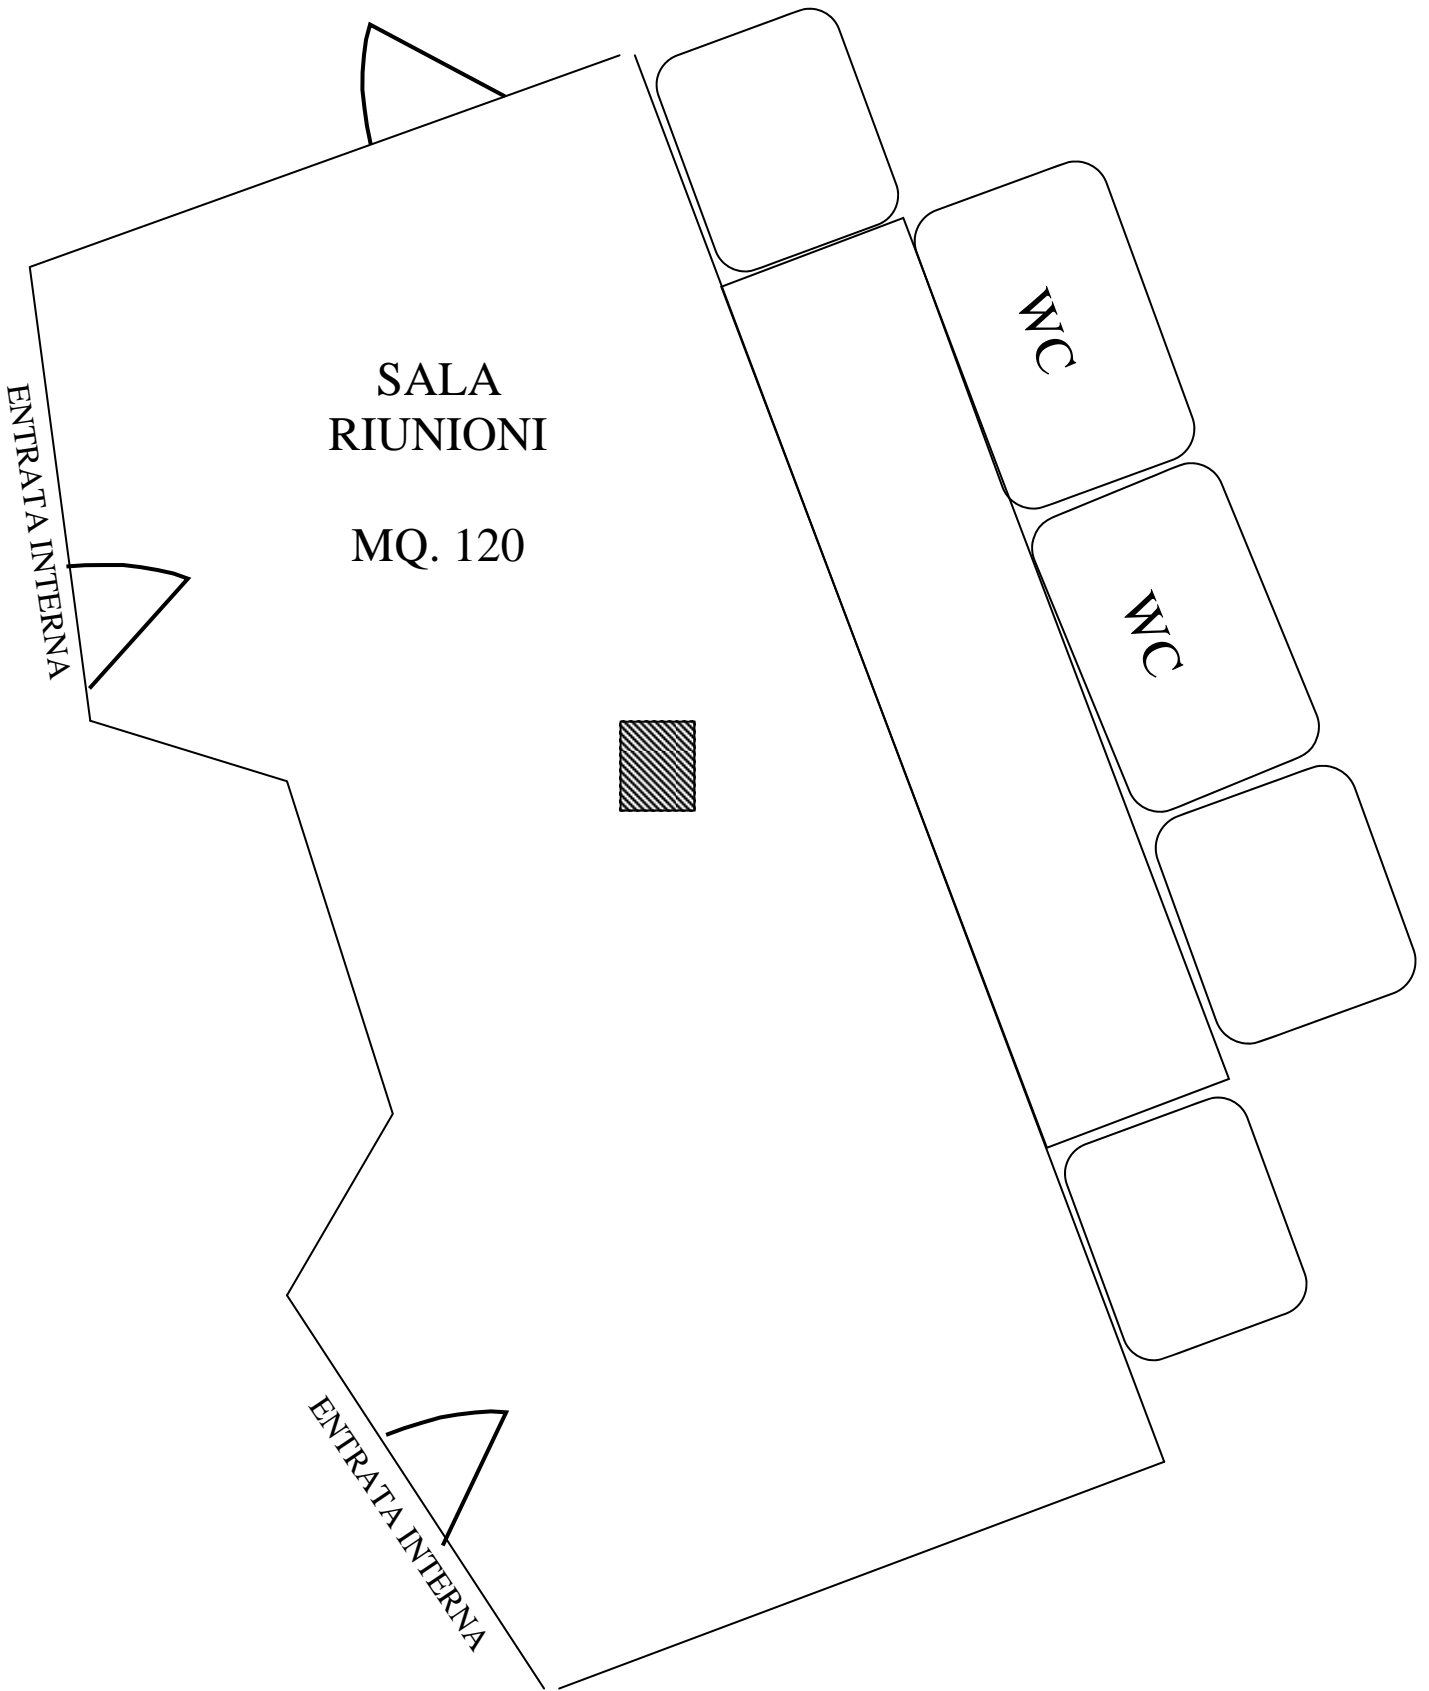 SALA
RIUNIONI
MQ. 120
WC
WC
ENTRATA INTERNA
ENTRATA INTERNA